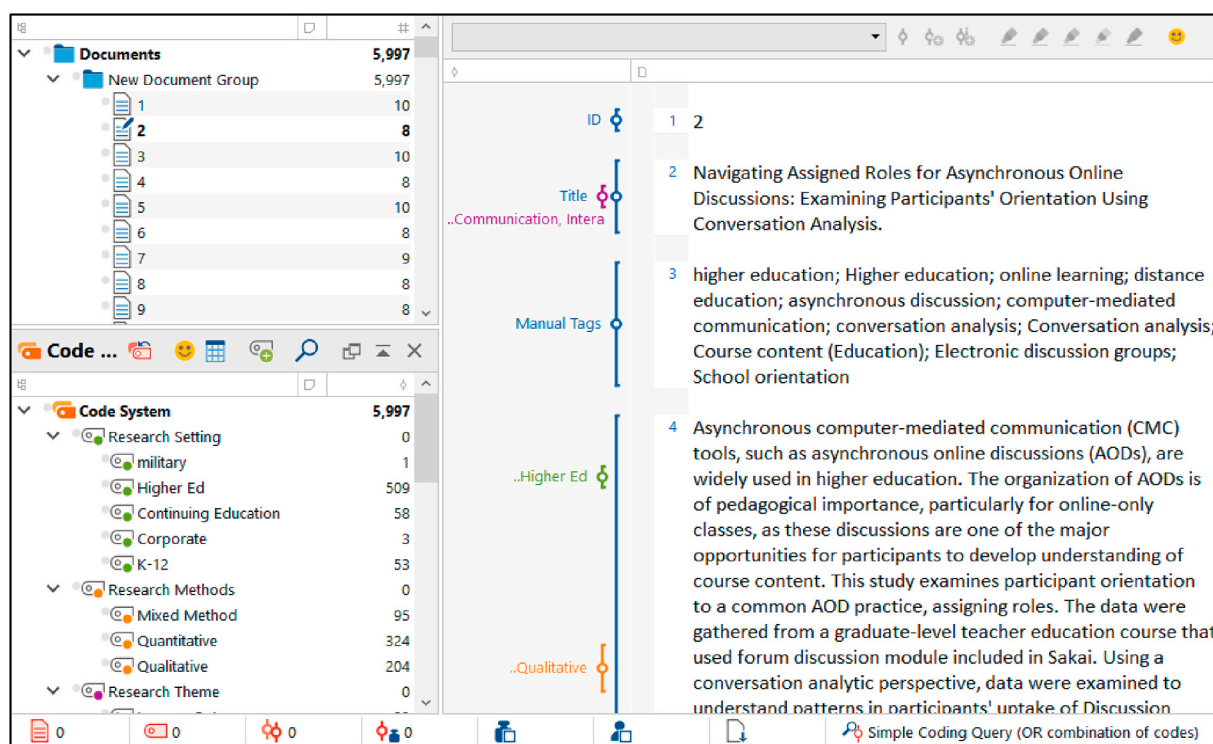 #
Documents 5,997
New Document Group 5,997
1 10
2 8
3 10
4 8
5 10
6 8
7 9
8 8
9 8
Code ...
Code System 5,997
Research Setting 0
military 1
Higher Ed 509
Continuing Education 58
Corporate 3
K-12 53
Research Methods 0
Mixed Method 95
Quantitative 324
Qualitative 204
Research Theme 0
0
0
0
0
ID
Title
..Communication, Intera
Manual Tags
..Higher Ed
..Qualitative
1 2
2 Navigating Assigned Roles for Asynchronous Online
Discussions: Examining Participants' Orientation Using
Conversation Analysis.
3 higher education; Higher education; online learning; distance
education; asynchronous discussion; computer-mediated
communication; conversation analysis; Conversation analysis;
Course content (Education); Electronic discussion groups;
School orientation
4 Asynchronous computer-mediated communication (CMC)
tools, such as asynchronous online discussions (AODs), are
widely used in higher education. The organization of AODs is
of pedagogical importance, particularly for online-only
classes, as these discussions are one of the major
opportunities for participants to develop understanding of
course content. This study examines participant orientation
to a common AOD practice, assigning roles. The data were
gathered from a graduate-level teacher education course that
used forum discussion module included in Sakai. Using a
conversation analytic perspective, data were examined to
understand patterns in participants' uptake of Discussion
Simple Coding Query (OR combination of codes)